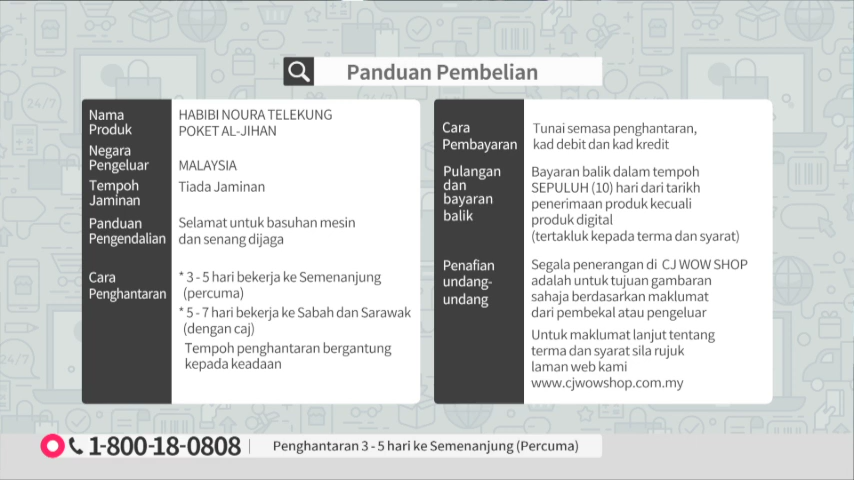 Panduan Pembelian
Nama
Produk
HABIBI NOURA TELEKUNG
POKET AL-JIHAN
Negara
Pengeluar
MALAYSIA
Tempoh
Jaminan
Tiada Jaminan
Panduan
Pengendalian
Selamat untuk basuhan mesin
dan senang dijaga
Cara
Penghantaran
* 3 - 5 hari bekerja ke Semenanjung
(percuma)
* 5 - 7 hari bekerja ke Sabah dan Sarawak
(dengan caj)
Tempoh penghantaran bergantung
kepada keadaan
Cara
Pembayaran
Tunai semasa penghantaran,
kad debit dan kad kredit
Pulangan
dan
bayaran
balik
Bayaran balik dalam tempoh
SEPULUH (10) hari dari tarikh
penerimaan produk kecuali
produk digital
(tertakluk kepada terma dan syarat)
Penafian
undang-
undang
Segala penerangan di CJ WOW SHOP
adalah untuk tujuan gambaran
sahaja berdasarkan maklumat
dari pembekal atau pengeluar
Untuk maklumat lanjut tentang
terma dan syarat sila rujuk
laman web kami
www.cjwowshop.com.my
1-800-18-0808
Penghantaran 3 - 5 hari ke Semenanjung (Percuma)
24/7
24/7